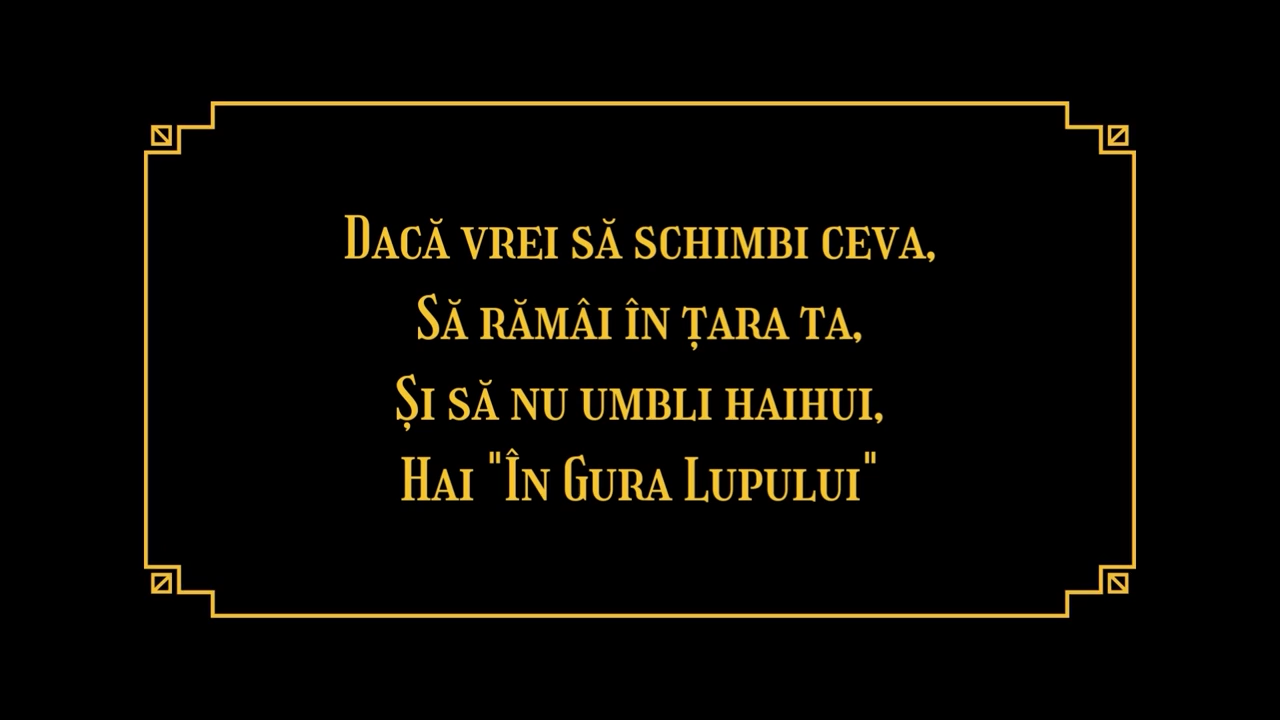 Dacă vrei să schimbi ceva,
Să rămâi în țara ta,
Și să nu umbli haihui,
Hai "În Gura Lupului"